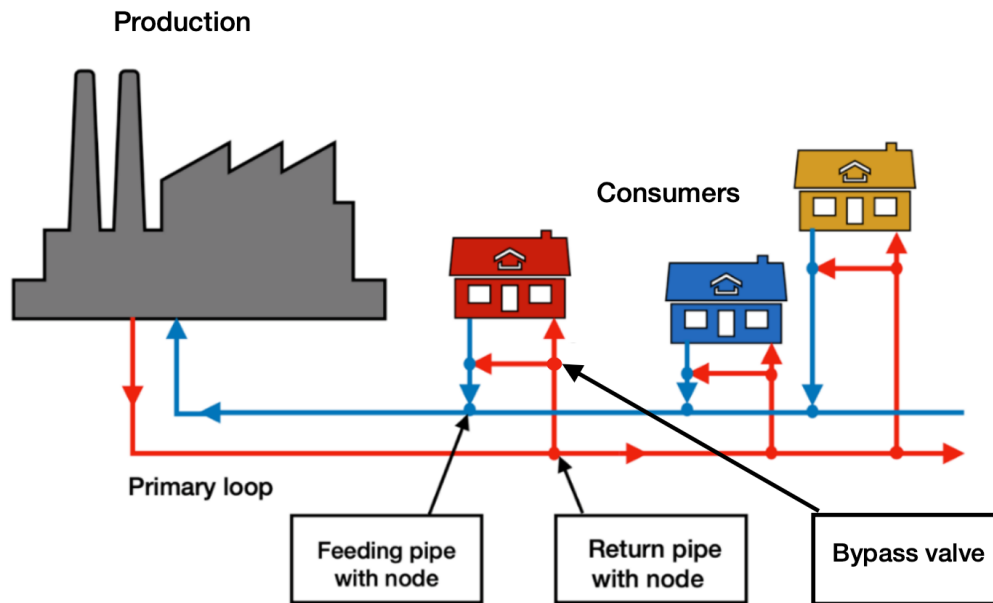 Production
Consumers
Primary loop
Feeding pipe
with node
Return pipe
with node
Bypass valve